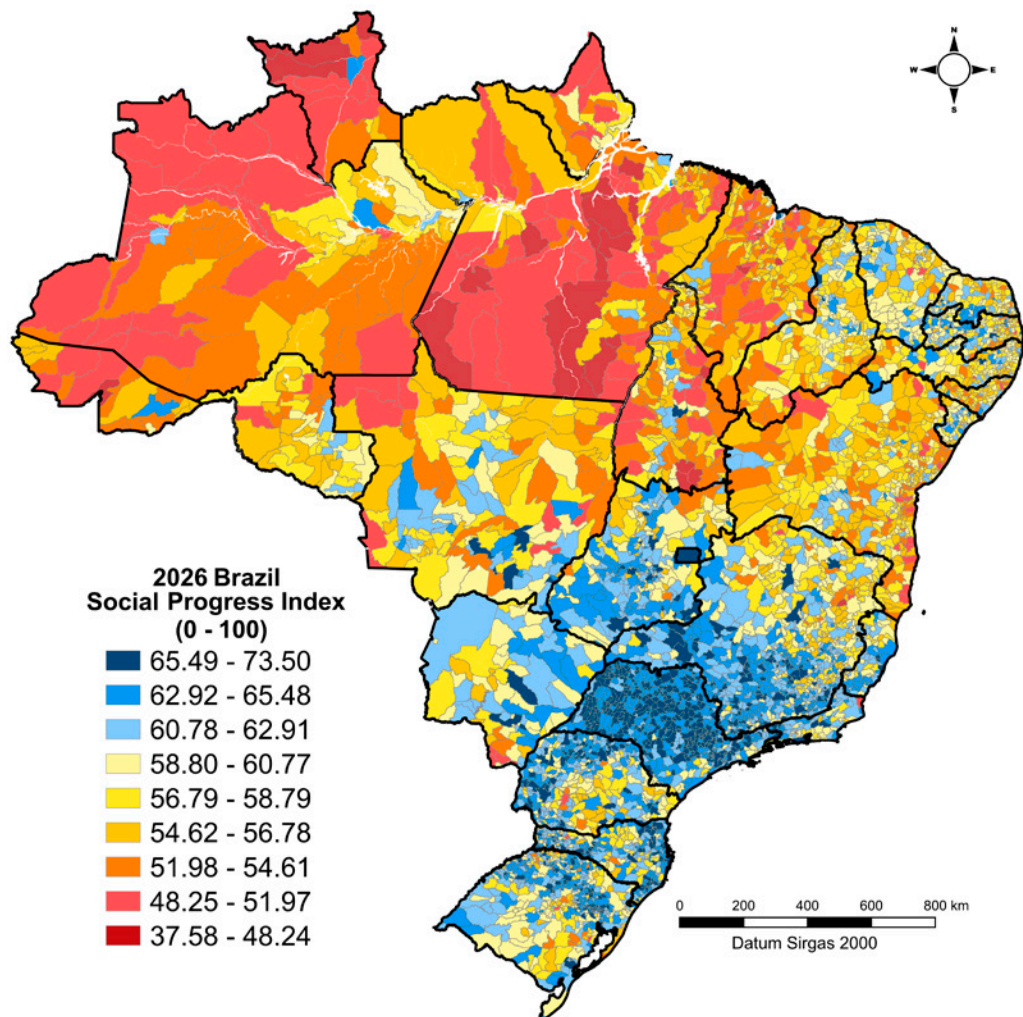 N
W E
S
2026 Brazil
Social Progress Index
(0 - 100)
65.49 - 73.50
62.92 - 65.48
60.78 - 62.91
58.80 - 60.77
56.79 - 58.79
54.62 - 56.78
51.98 - 54.61
48.25 - 51.97
37.58 - 48.24
0 200 400 600 800 km
Datum Sirgas 2000